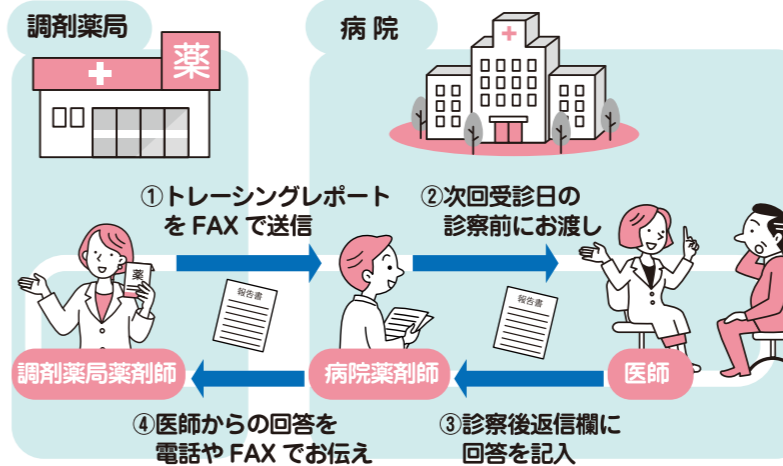 調剤薬局
病院
薬
①トレーシングレポート
をFAXで送信
②次回受診日の
診察前にお渡し
薬
報告書
報告書
調剤薬局薬剤師
病院薬剤師
医師
④医師からの回答を
電話やFAXでお伝え
③診察後返信欄に
回答を記入